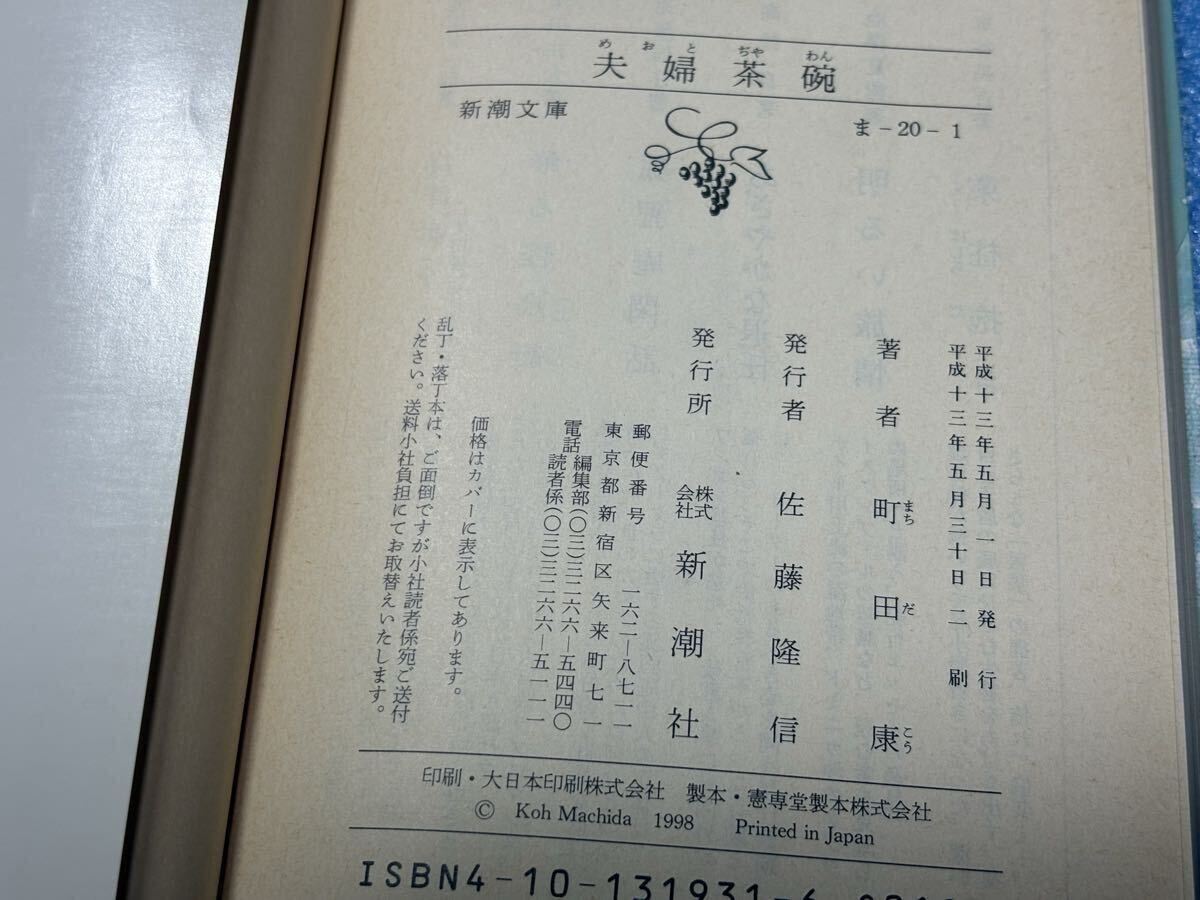 めおとぢゃわん
夫婦茶碗
新潮文庫
ま-20-1
平成十三年五月一日発行
平成十三年五月三十日二刷
著者 町田康
まちだこう
発行者 佐藤隆信
発行所 株式会社 新潮社
郵便番号 一六二―八七一一
東京都新宿区矢来町七一
電話 編集部(〇三)三二六六―五四四〇
読者係(〇三)三二六六―五一一一
価格はカバーに表示してあります。
乱丁・落丁本は、ご面倒ですが小社読者係宛ご送付
ください。送料小社負担にてお取替えいたします。
印刷・大日本印刷株式会社 製本・憲専堂製本株式会社
© Koh Machida 1998 Printed in Japan
ISBN4-10-131931-6